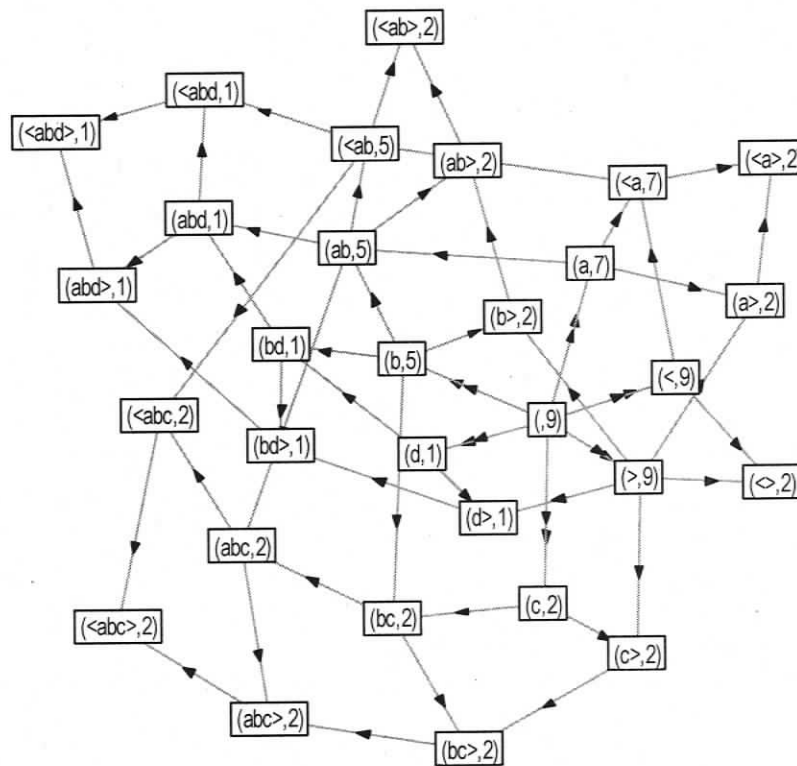 (<ab>,2)
(<abd,1)
(<abd>,1)
(<ab,5)
(ab>,2)
(<a,7)
(<a>,2
(abd,1)
(ab,5)
(a,7)
(abd>,1)
(a>,2)
(b>,2)
(bd,1)
(b,5)
(<,9)
(<abc,2)
(,9)
(bd>,1)
(d,1)
(>,9)
(<>,2)
(d>,1)
(abc,2)
(c,2)
(<abc>,2)
(bc,2)
(c>,2)
(abc>,2)
(bc>,2)